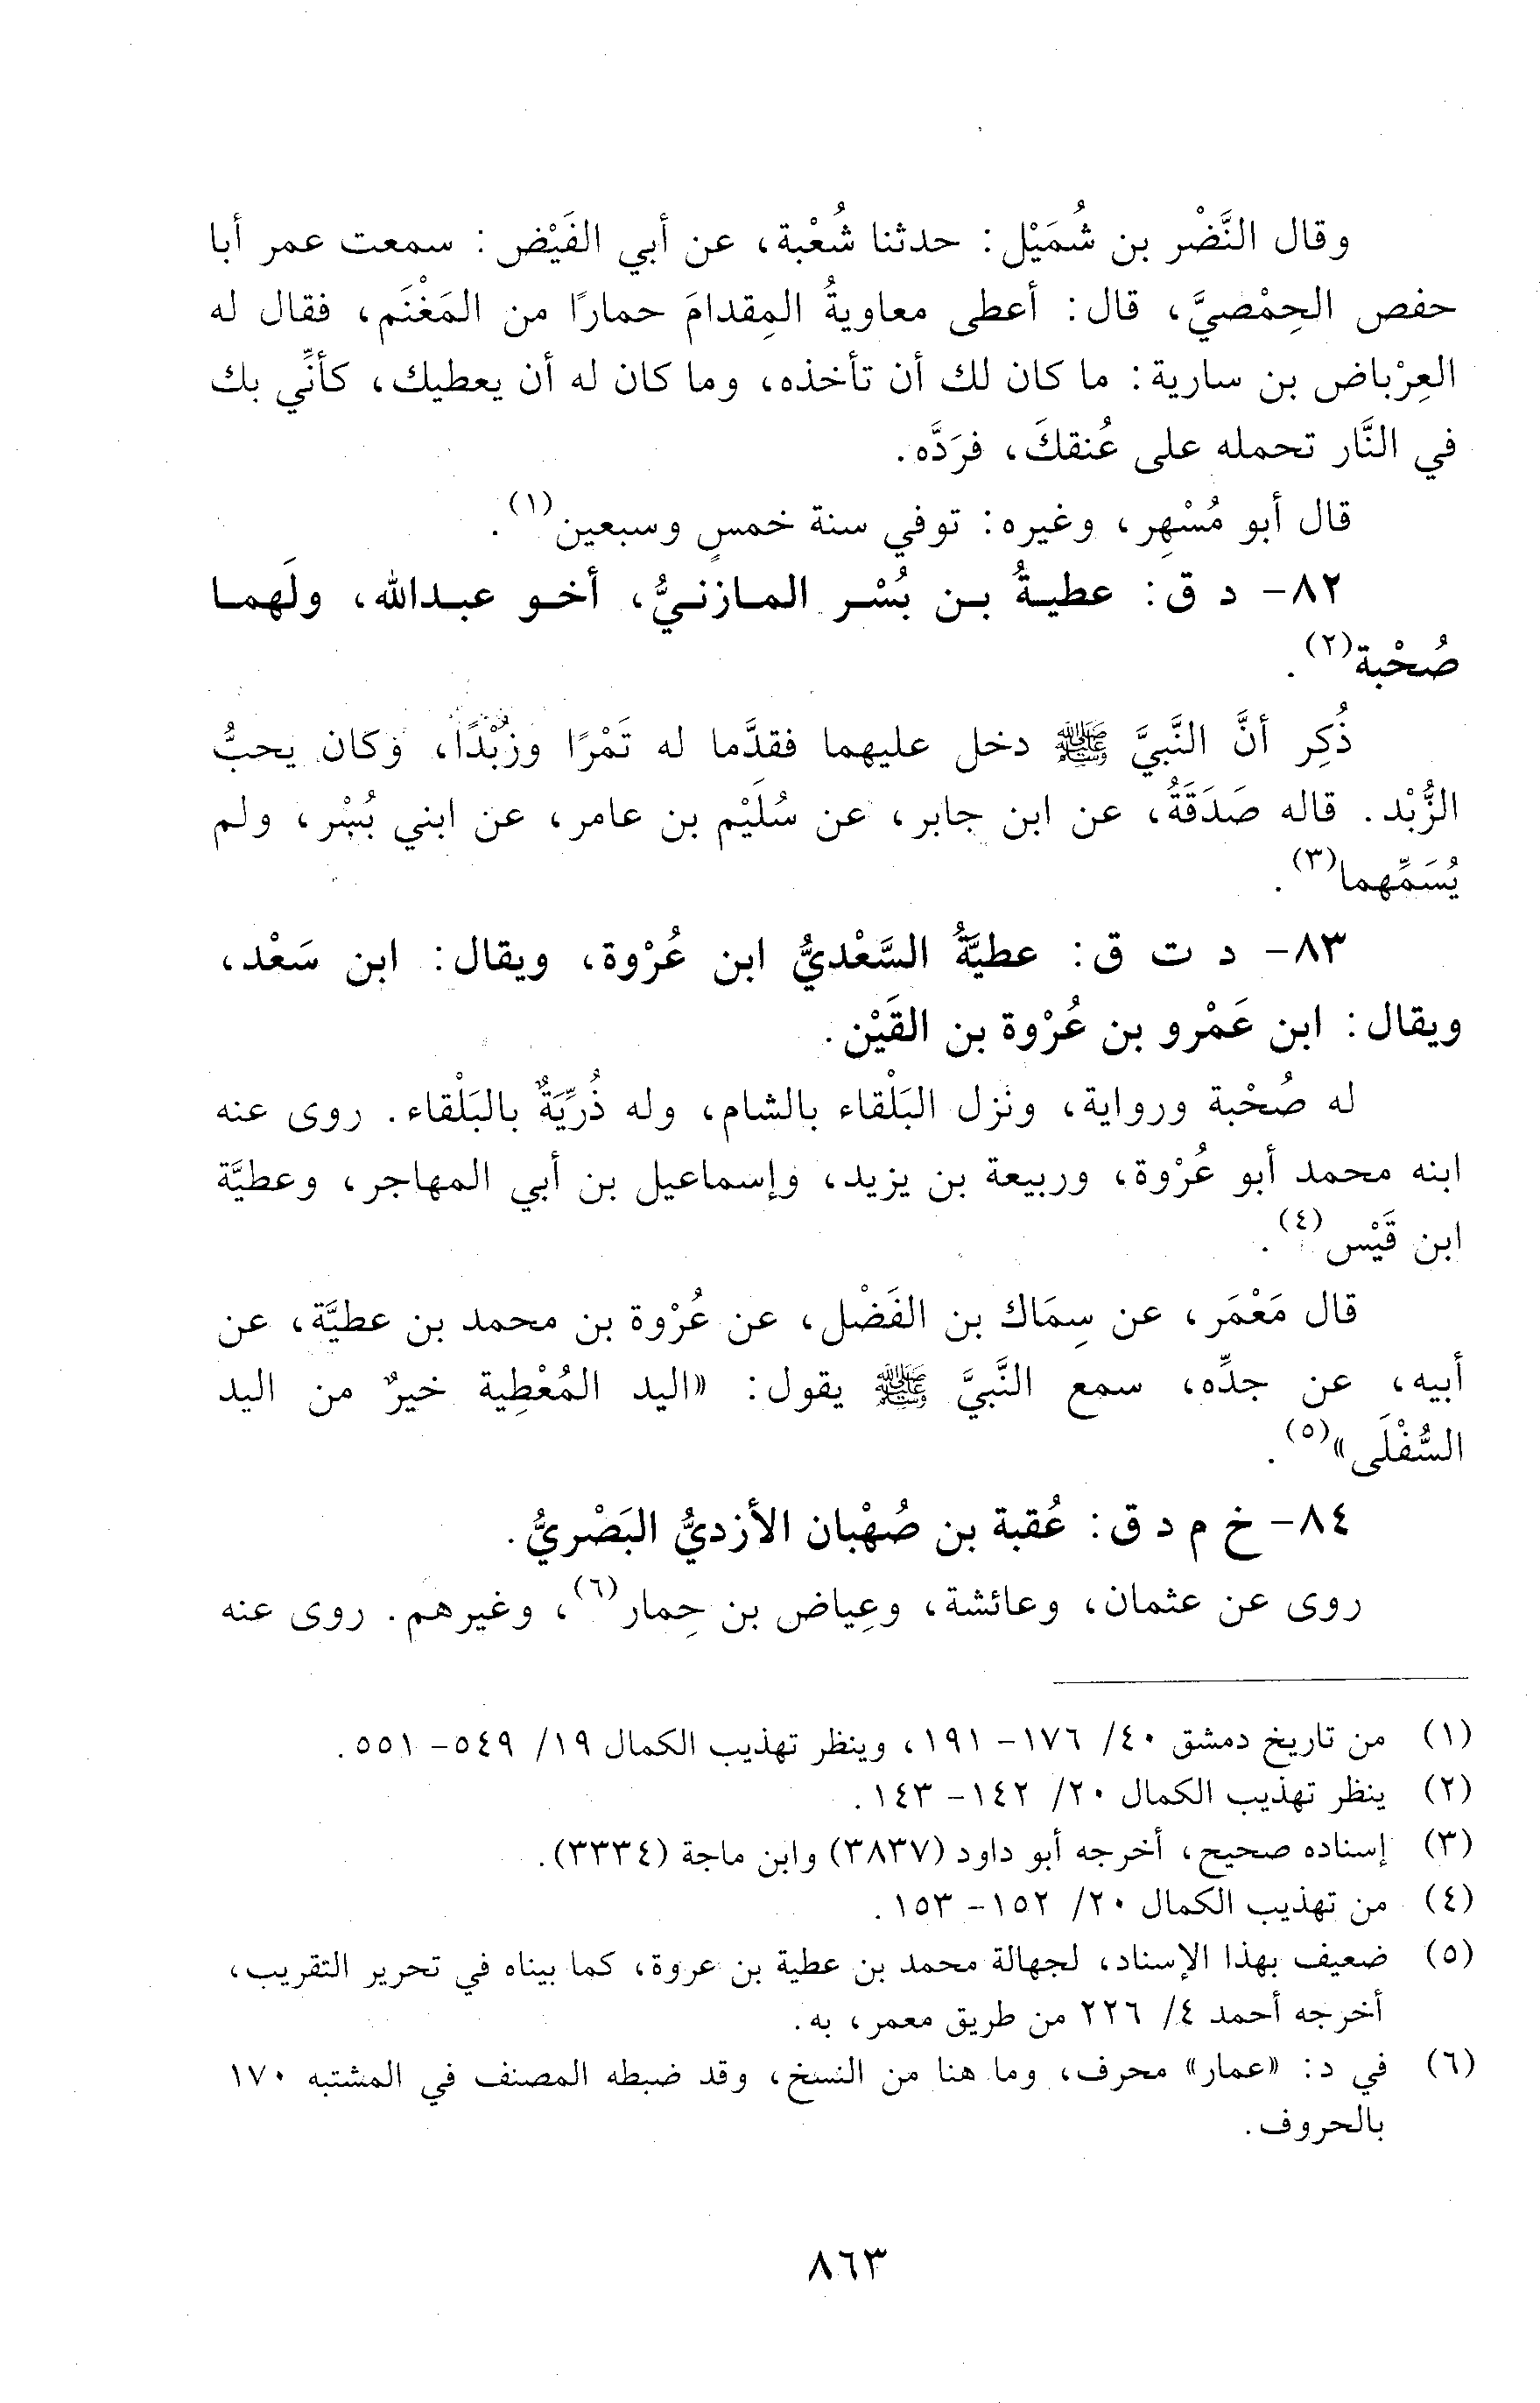 وقال النَّضْر بن شُمَيْل: حدثنا شُعْبة، عن أبي الفَيْض: سمعت عمر أبا
حفص الحِمْصيَّ، قال: أعطى معاويةُ المِقدامَ حمارًا من المَغْنَم، فقال له
العِرْباض بن سارية: ما كان لك أن تأخذه، وما كان له أن يعطيك، كأنِّي بك
في النَّار تحمله على عُنقكَ، فرَدَّه.
قال أبو مُسْهِر، وغيره: توفي سنة خمسٍ وسبعين(١).
٨٢- د ق: عطيةُ بن بُسْر المازنيُّ، أخو عبدالله، ولَهما
صُحْبة(٢).
ذُكِر أنَّ النَّبيَّ ﷺ دخل عليهما فقدَّما له تَمْرًا وزُبْدًا، وكان يحبُّ
الزُّبْد. قاله صَدَقَةُ، عن ابن جابر، عن سُلَيْم بن عامر، عن ابني بُسْر، ولم
يُسَمِّهما(٣).
٨٣- د ت ق: عطيَّةُ السَّعْديُّ ابن عُرْوة، ويقال: ابن سَعْد،
ويقال: ابن عَمْرو بن عُرْوة بن القَيْن.
له صُحْبة ورواية، ونزل البَلْقاء بالشام، وله ذُرِّيَةٌ بالبَلْقاء. روى عنه
ابنه محمد أبو عُرْوة، وربيعة بن يزيد، وإسماعيل بن أبي المهاجر، وعطيَّة
ابن قَيْس(٤).
قال مَعْمَر، عن سِمَاك بن الفَضْل، عن عُرْوة بن محمد بن عطيَّة، عن
أبيه، عن جدِّه، سمع النَّبيَّ ﷺ يقول: «اليد المُعْطِية خيرٌ من اليد
السُّفْلَى»(٥).
٨٤- خ م د ق: عُقبة بن صُهْبان الأزديُّ البَصْريُّ.
روى عن عثمان، وعائشة، وعِياض بن حِمار(٦)، وغيرهم. روى عنه
(١) من تاريخ دمشق ٤٠/ ١٧٦- ١٩١، وينظر تهذيب الكمال ١٩/ ٥٤٩- ٥٥١.
(٢) ينظر تهذيب الكمال ٢٠/ ١٤٢- ١٤٣.
(٣) إسناده صحيح، أخرجه أبو داود (٣٨٣٧) وابن ماجة (٣٣٣٤).
(٤) من تهذيب الكمال ٢٠/ ١٥٢- ١٥٣.
(٥) ضعيف بهذا الإسناد، لجهالة محمد بن عطية بن عروة، كما بيناه في تحرير التقريب،
أخرجه أحمد ٤/ ٢٢٦ من طريق معمر، به.
(٦) في د: «عمار» محرف، وما هنا من النسخ، وقد ضبطه المصنف في المشتبه ١٧٠
بالحروف.
٨٦٣